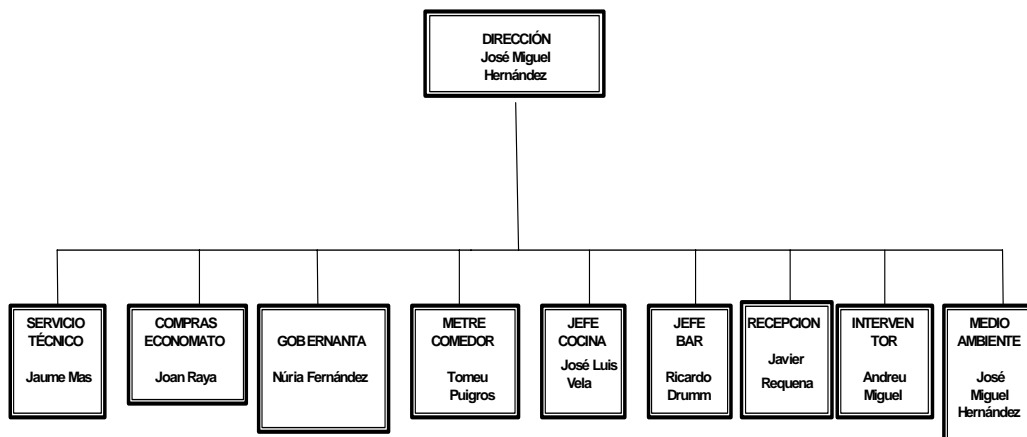 DIRECCIÓN
José Miguel
Hernández
SERVICIO
TÉCNICO
Jaume Mas
COMPRAS
ECONOMATO
Joan Raya
GOBERNANTA
Núria Fernández
METRE
COMEDOR
Tomeu
Puigros
JEFE
COCINA
José Luis
Vela
JEFE
BAR
Ricardo
Drumm
RECEPCION
Javier
Requena
INTERVEN
TOR
Andreu
Miguel
MEDIO
AMBIENTE
José
Miguel
Hernández